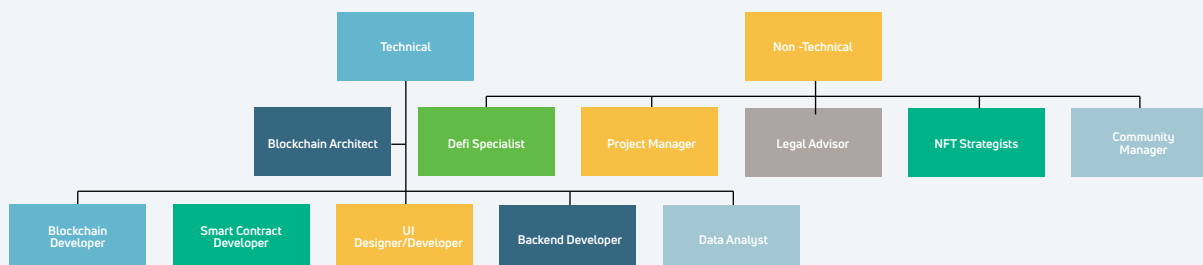 Technical
Non -Technical
Blockchain Architect
Defi Specialist
Project Manager
Legal Advisor
NFT Strategists
Community
Manager
Blockchain
Developer
Smart Contract
Developer
UI
Designer/Developer
Backend Developer
Data Analyst